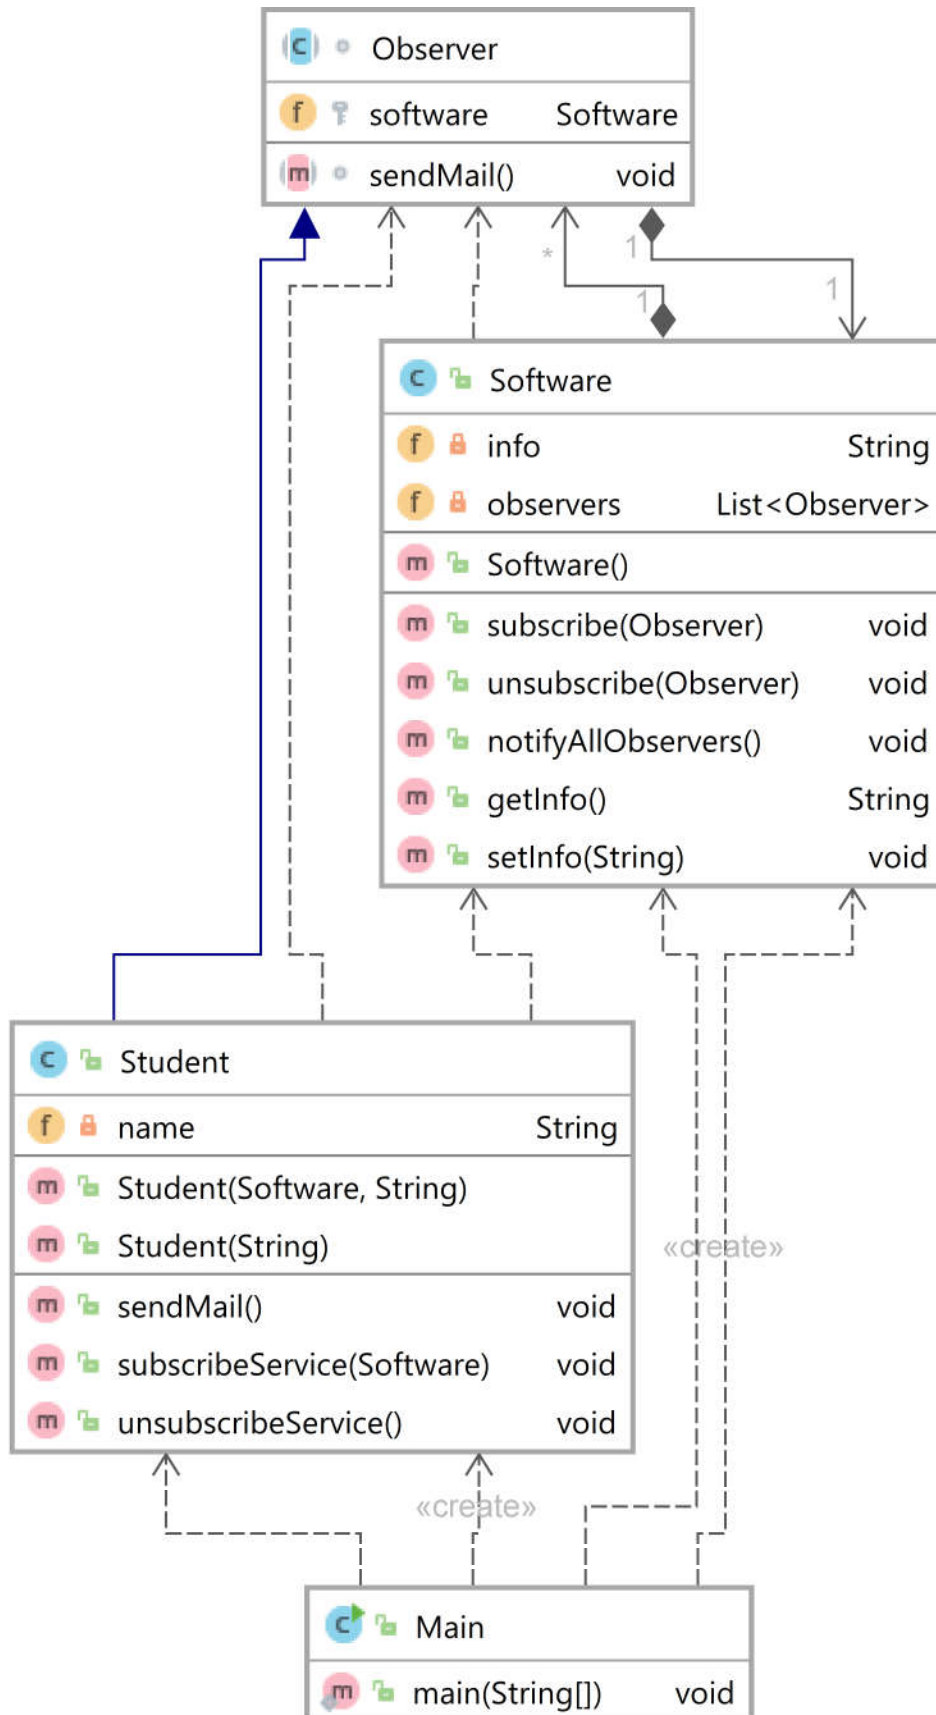 Observer
software Software
sendMail() void
* 1
1 1
Software
info String
observers List<Observer>
Software()
subscribe(Observer) void
unsubscribe(Observer) void
notifyAllObservers() void
getInfo() String
setInfo(String) void
Student
name String
Student(Software, String)
Student(String)
«create»
sendMail() void
subscribeService(Software) void
unsubscribeService() void
«create»
Main
main(String[]) void